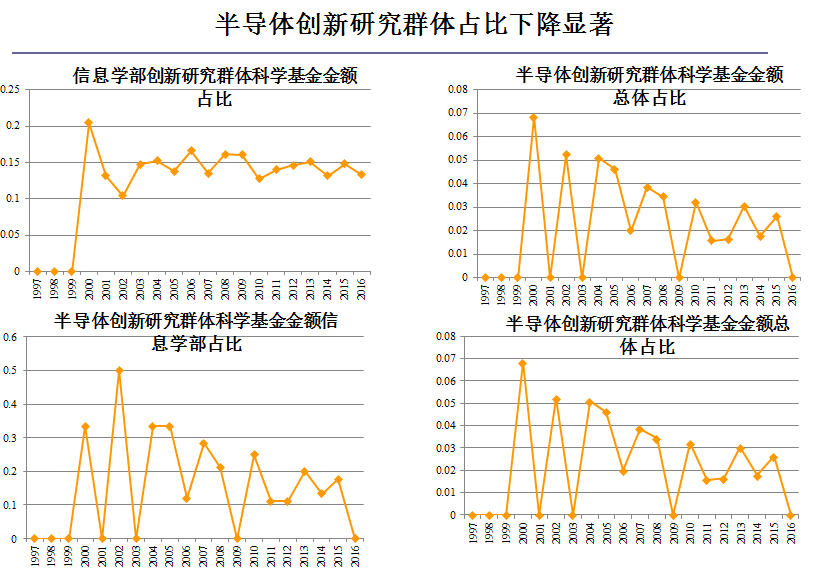 半导体创新研究群体占比下降显著
信息学部创新研究群体科学基金金额
占比
0.25
0.2
0.15
0.1
0.05
0
1997 1998 1999 2000 2001 2002 2003 2004 2005 2006 2007 2008 2009 2010 2011 2012 2013 2014 2015 2016
半导体创新研究群体科学基金金额
总体占比
0.08
0.07
0.06
0.05
0.04
0.03
0.02
0.01
0
1997 1998 1999 2000 2001 2002 2003 2004 2005 2006 2007 2008 2009 2010 2011 2012 2013 2014 2015 2016
半导体创新研究群体科学基金金额信
息学部占比
0.6
0.5
0.4
0.3
0.2
0.1
0
1997 1998 1999 2000 2001 2002 2003 2004 2005 2006 2007 2008 2009 2010 2011 2012 2013 2014 2015 2016
半导体创新研究群体科学基金金额总
体占比
0.08
0.07
0.06
0.05
0.04
0.03
0.02
0.01
0
1997 1998 1999 2000 2001 2002 2003 2004 2005 2006 2007 2008 2009 2010 2011 2012 2013 2014 2015 2016